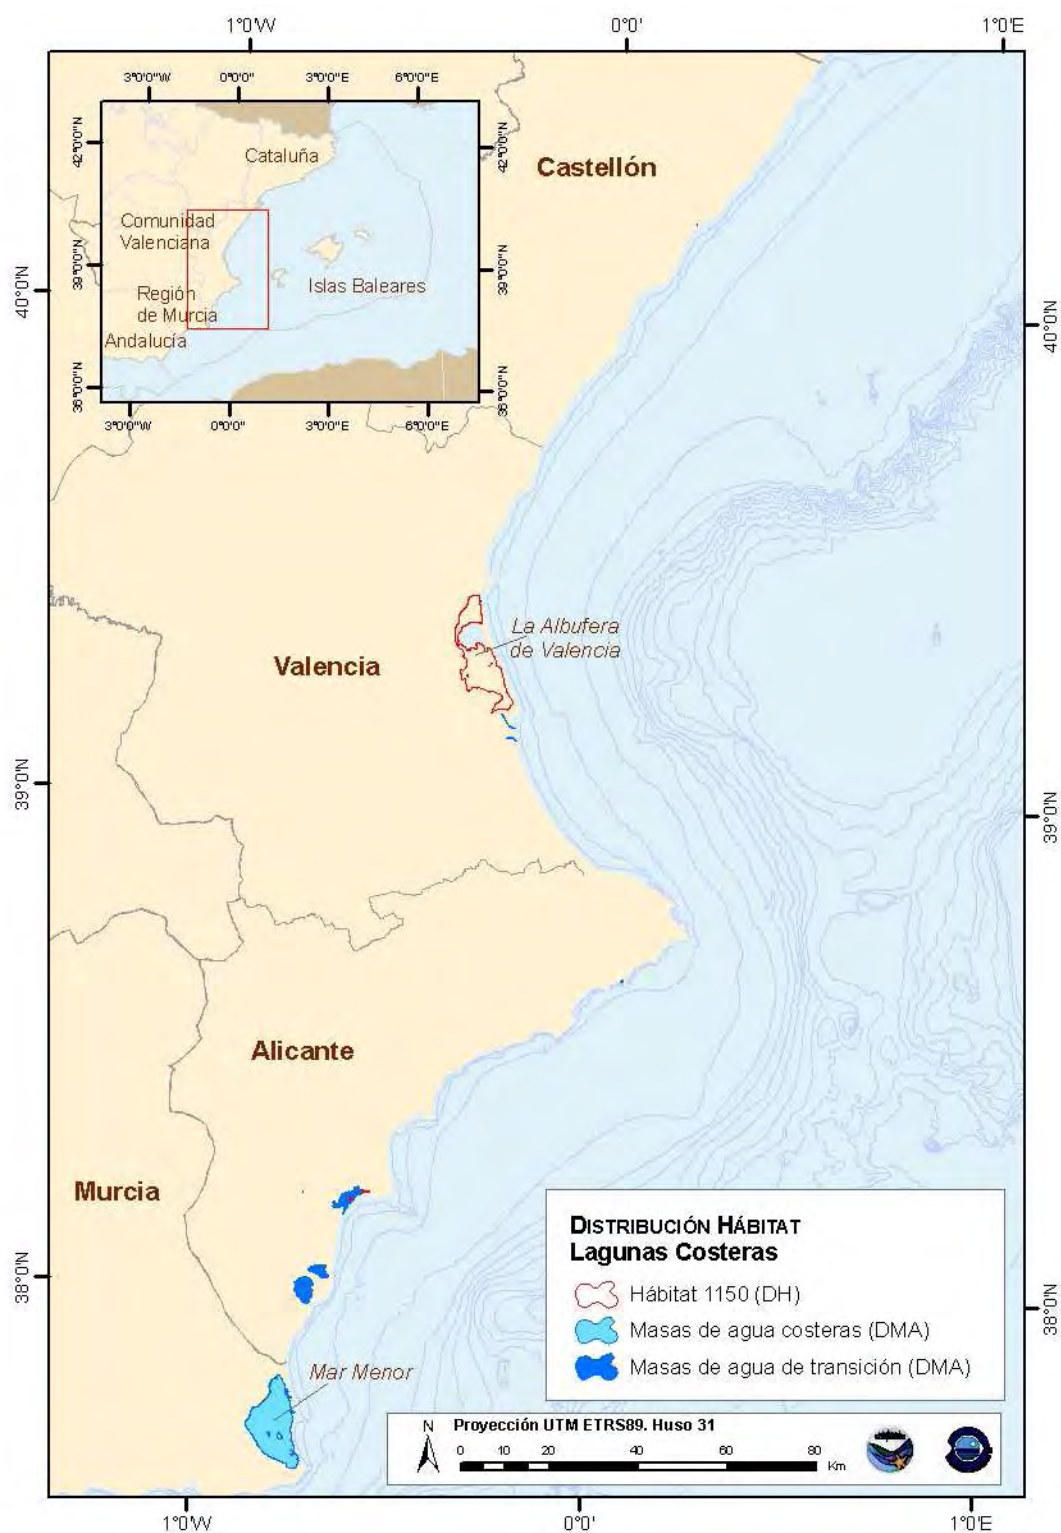 1°0'W 0°0' 1°0'E
3°0'0"W 0°0'0" 3°0'0"E 6°0'0"E
42°0'0"N 42°0'0"N
Cataluña
Castellón
Comunidad
Valenciana
39°0'0"N 39°0'0"N
Islas Baleares
Región
de Murcia
Andalucía
40°0'N 40°0'N
36°0'0"N 36°0'0"N
3°0'0"W 0°0'0" 3°0'0"E 6°0'0"E
La Albufera
de Valencia
Valencia
39°0'N 39°0'N
Alicante
Murcia
38°0'N 38°0'N
DISTRIBUCIÓN HÁBITAT
Lagunas Costeras
Hábitat 1150 (DH)
Masas de agua costeras (DMA)
Masas de agua de transición (DMA)
Mar Menor
N Proyección UTM ETRS89. Huso 31
0 10 20 40 60 80
Km
1°0'W 0°0' 1°0'E